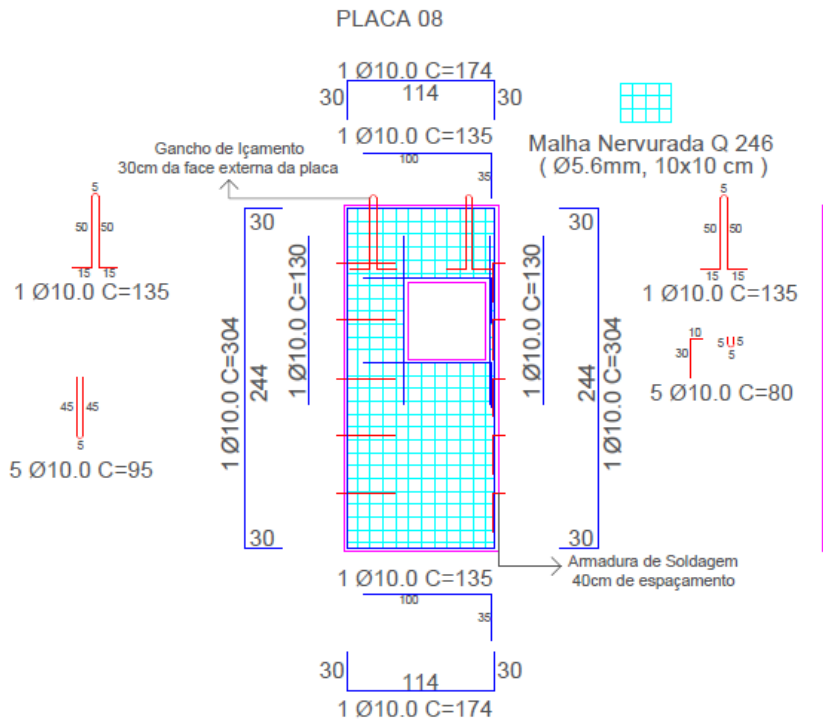 PLACA 08
1 Ø10.0 C=174
30 114 30
1 Ø10.0 C=135
100
35
Gancho de Içamento
30cm da face externa da placa
Malha Nervurada Q 246
( Ø5.6mm, 10x10 cm )
5
50 50
15 15
1 Ø10.0 C=135
5
50 50
15 15
1 Ø10.0 C=135
30
1 Ø10.0 C=304
244
30
1 Ø10.0 C=130
1 Ø10.0 C=130
30
244
1 Ø10.0 C=304
30
10
30
5 5
5
5 Ø10.0 C=80
45 45
5
5 Ø10.0 C=95
Armadura de Soldagem
40cm de espaçamento
1 Ø10.0 C=135
100
35
30 114 30
1 Ø10.0 C=174